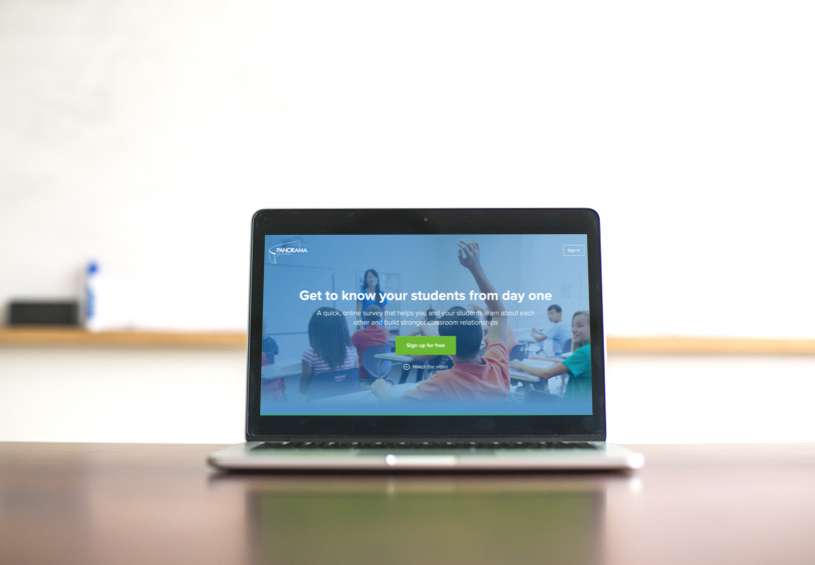 PANORAMA
Sign in
Get to know your students from day one
A quick, online survey that helps you and your students learn about each
other and build stronger classroom relationships
Sign up for free
Watch the video